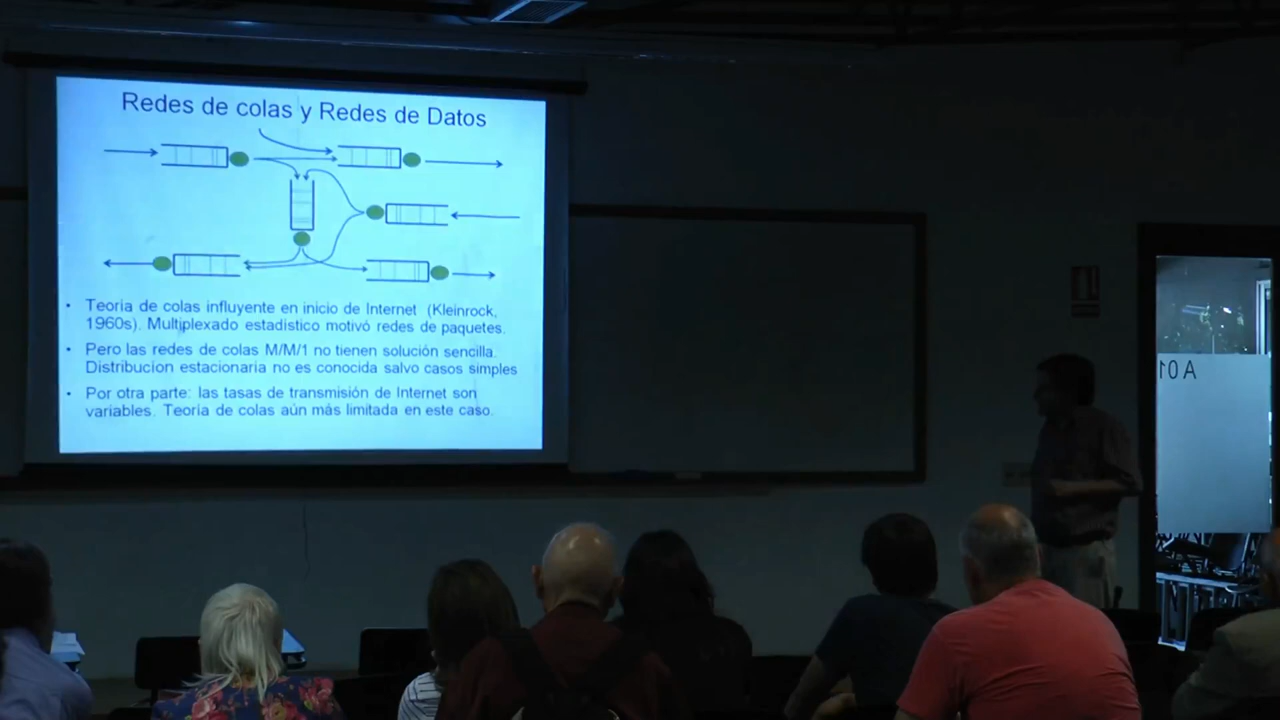 Redes de colas y Redes de Datos
• Teoria de colas influyente en inicio de Internet (Kleinrock,
1960s). Multiplexado estadístico motivó redes de paquetes.
• Pero las redes de colas M/M/1 no tienen solución sencilla.
Distribucion estacionaria no es conocida salvo casos simples
• Por otra parte: las tasas de transmisión de Internet son
variables. Teoria de colas aún más limitada en este caso.
A01